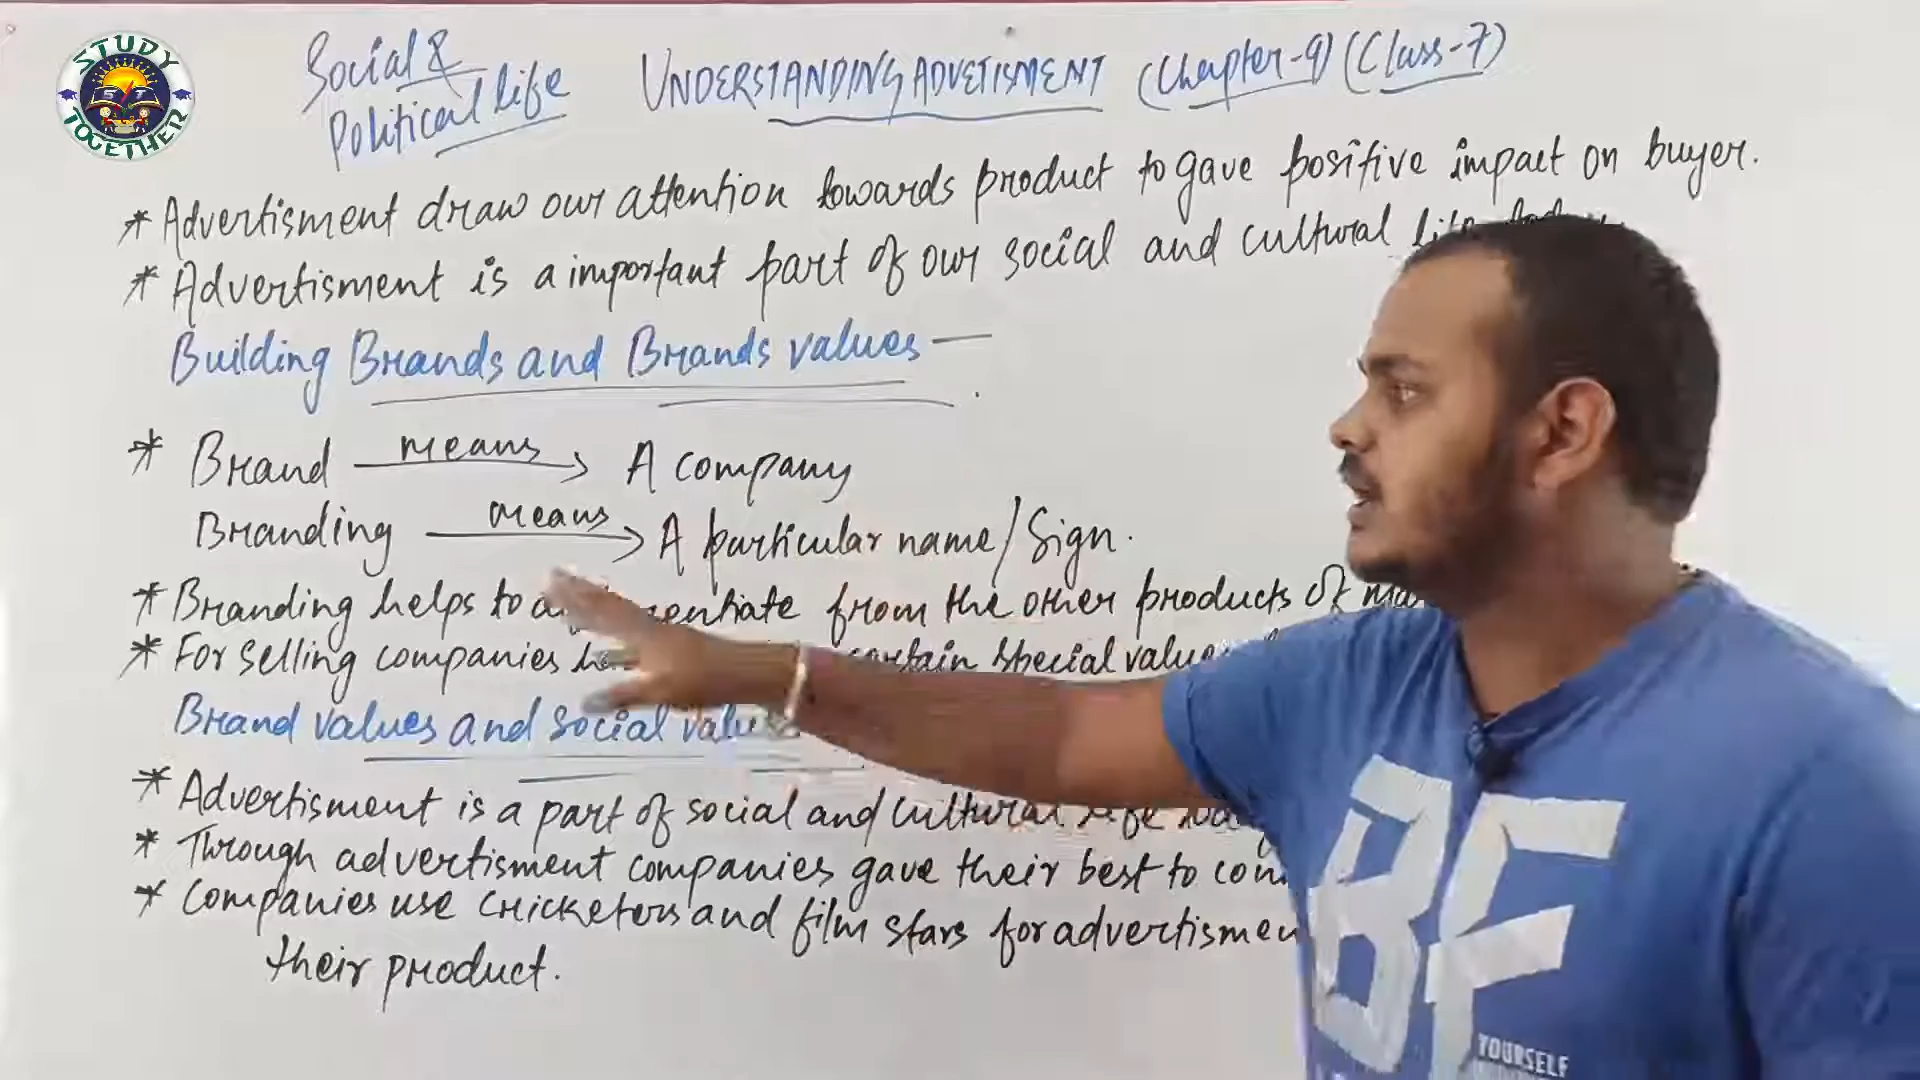 STUDY
ST
TOGETHER
Social &
Political life
UNDERSTANDING ADVETISMENT (Chapter-9) (Class-7)
* Advertisment draw our attention towards product to gave positive impact on buyer.
* Advertisment is a important part of our social and cultural life
Building Brands and Brands values —
* Brand means → A company
Branding means → A particular name/Sign.
* Branding helps to from the other products of
* For selling companies certain special
Brand values and social
* Advertisment is a part of social and cultural life
* Through advertisment companies gave their best to
* Companies use cricketers and film stars for
their product.
BF
YOURSELF